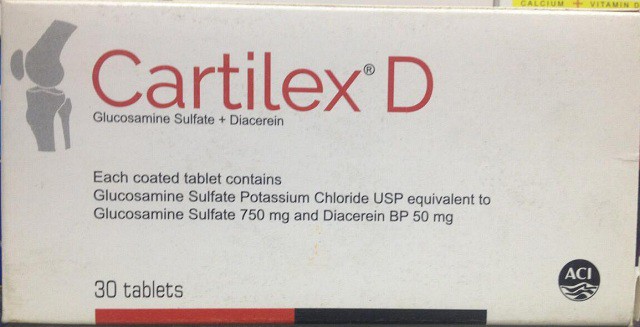 CALCIUM + VITAMIN D
Cartilex® D
Glucosamine Sulfate + Diacerein
Each coated tablet contains
Glucosamine Sulfate Potassium Chloride USP equivalent to
Glucosamine Sulfate 750 mg and Diacerein BP 50 mg
ACI
30 tablets